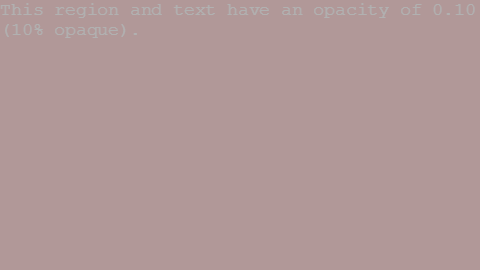 This region and text have an opacity of 0.10
(10% opaque).